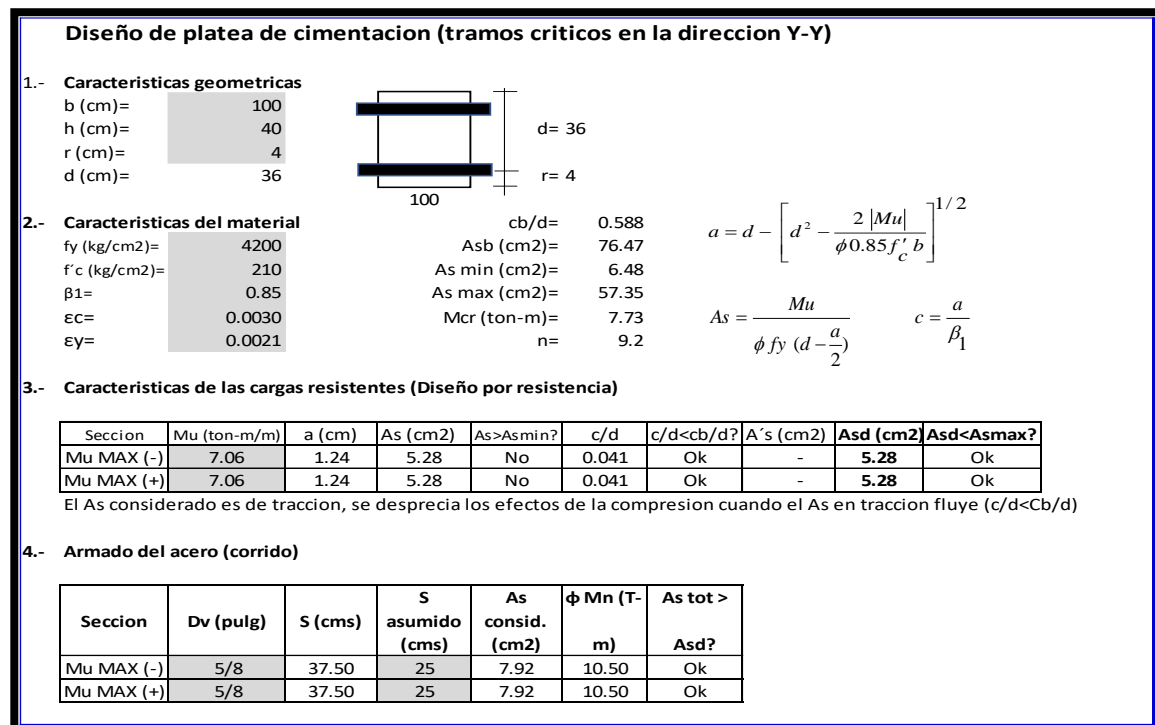 Diseño de platea de cimentacion (tramos criticos en la direccion Y-Y)
1.- Caracteristicas geometricas
b (cm)= 100
h (cm)= 40
r (cm)= 4
d (cm)= 36
d= 36
r= 4
100
2.- Caracteristicas del material
fy (kg/cm2)= 4200
f´c (kg/cm2)= 210
β1= 0.85
εc= 0.0030
εy= 0.0021
cb/d= 0.588
Asb (cm2)= 76.47
As min (cm2)= 6.48
As max (cm2)= 57.35
Mcr (ton-m)= 7.73
n= 9.2
a = d − [d² − 2 |Mu| / ϕ0.85 f′c b]^1/2
As = Mu / ϕ fy (d − a/2)
c = a / β1
3.- Caracteristicas de las cargas resistentes (Diseño por resistencia)
Seccion Mu (ton-m/m) a (cm) As (cm2) As>Asmin? c/d c/d<cb/d? A´s (cm2) Asd (cm2) Asd<Asmax?
Mu MAX (-) 7.06 1.24 5.28 No 0.041 Ok - 5.28 Ok
Mu MAX (+) 7.06 1.24 5.28 No 0.041 Ok - 5.28 Ok
El As considerado es de traccion, se desprecia los efectos de la compresion cuando el As en traccion fluye (c/d<Cb/d)
4.- Armado del acero (corrido)
Seccion Dv (pulg) S (cms) S asumido (cms) As consid. (cm2) ϕ Mn (T-m) As tot > Asd?
Mu MAX (-) 5/8 37.50 25 7.92 10.50 Ok
Mu MAX (+) 5/8 37.50 25 7.92 10.50 Ok